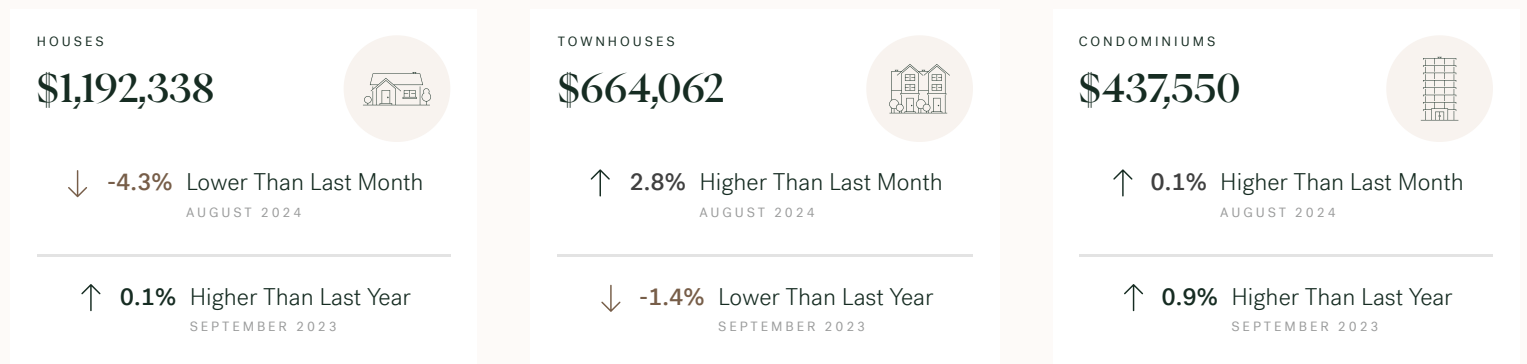 HOUSES
$1,192,338
-4.3% Lower Than Last Month
AUGUST 2024
0.1% Higher Than Last Year
SEPTEMBER 2023
TOWNHOUSES
$664,062
2.8% Higher Than Last Month
AUGUST 2024
-1.4% Lower Than Last Year
SEPTEMBER 2023
CONDOMINIUMS
$437,550
0.1% Higher Than Last Month
AUGUST 2024
0.9% Higher Than Last Year
SEPTEMBER 2023